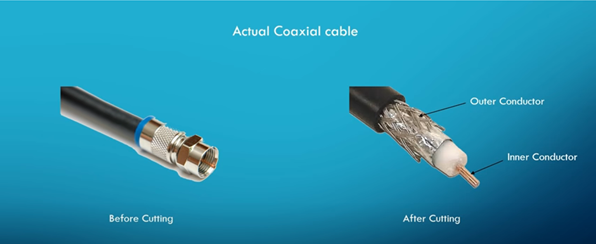 Actual Coaxial cable
Outer Conductor
Inner Conductor
Before Cutting
After Cutting